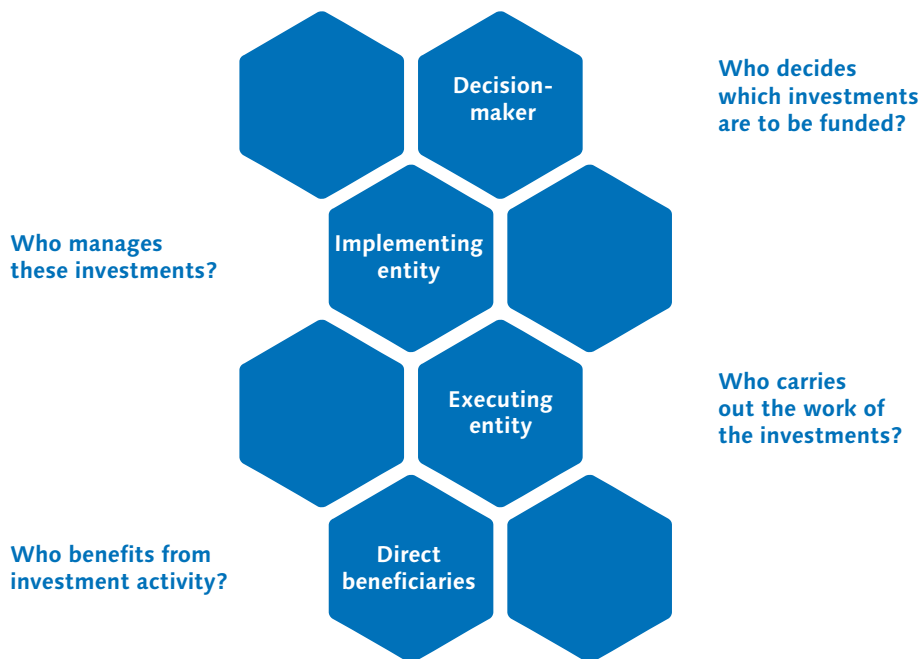 Decision-
maker
Who decides
which investments
are to be funded?
Who manages
these investments?
Implementing
entity
Executing
entity
Who carries
out the work of
the investments?
Who benefits from
investment activity?
Direct
beneficiaries